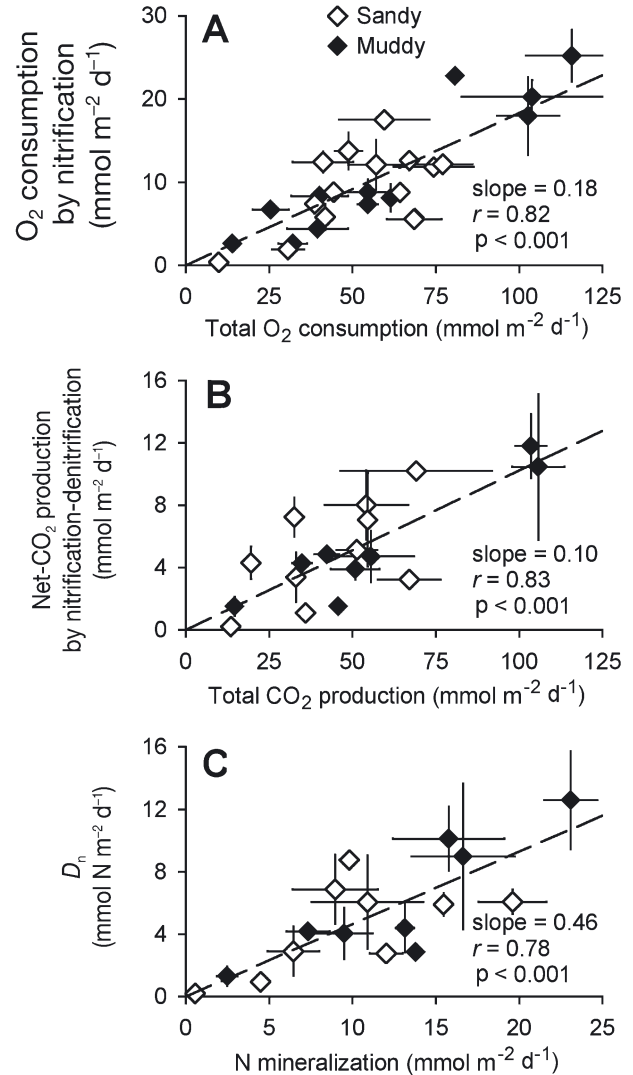 A
Sandy
Muddy
O2 consumption
by nitrification
(mmol m–2 d–1)
30
20
10
0
slope = 0.18
r = 0.82
p < 0.001
0 25 50 75 100 125
Total O2 consumption (mmol m-2 d-1)
B
Net-CO2 production
by nitrification-denitrification
(mmol m–2 d–1)
16
12
8
4
0
slope = 0.10
r = 0.83
p < 0.001
0 25 50 75 100 125
Total CO2 production (mmol m-2 d-1)
C
Dn
(mmol N m–2 d–1)
16
12
8
4
0
slope = 0.46
r = 0.78
p < 0.001
0 5 10 15 20 25
N mineralization (mmol m-2 d-1)